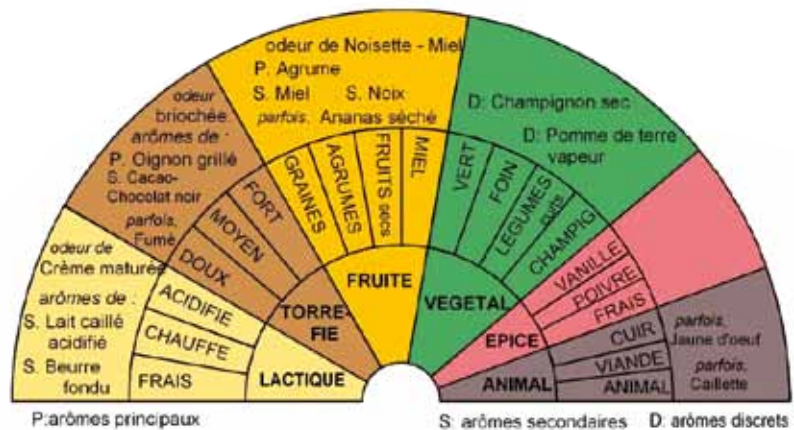 odeur de Noisette - Miel
P. Agrume
S. Miel S. Noix
parfois, Ananas séché
odeur
briochée
arômes de :
P. Oignon grillé
S. Cacao-
Chocolat noir
parfois,
Fumé
odeur de
Crème maturée
arômes de :
S. Lait caillé
acidifié
S. Beurre
fondu
D: Champignon sec
D: Pomme de terre
vapeur
parfois,
Jaune d'oeuf
parfois,
Caillette
FRAIS
CHAUFFE
ACIDIFIE
DOUX
MOYEN
FORT
GRAINES
AGRUMES
FRUITS secs
MIEL
VERT
FOIN
LEGUMES
cuits
CHAMPIG
VANILLE
POIVRE
FRAIS
CUIR
VIANDE
ANIMAL
LACTIQUE
TORRE-
FIE
FRUITE
VEGETAL
EPICE
ANIMAL
P:arômes principaux
S: arômes secondaires D: arômes discrets